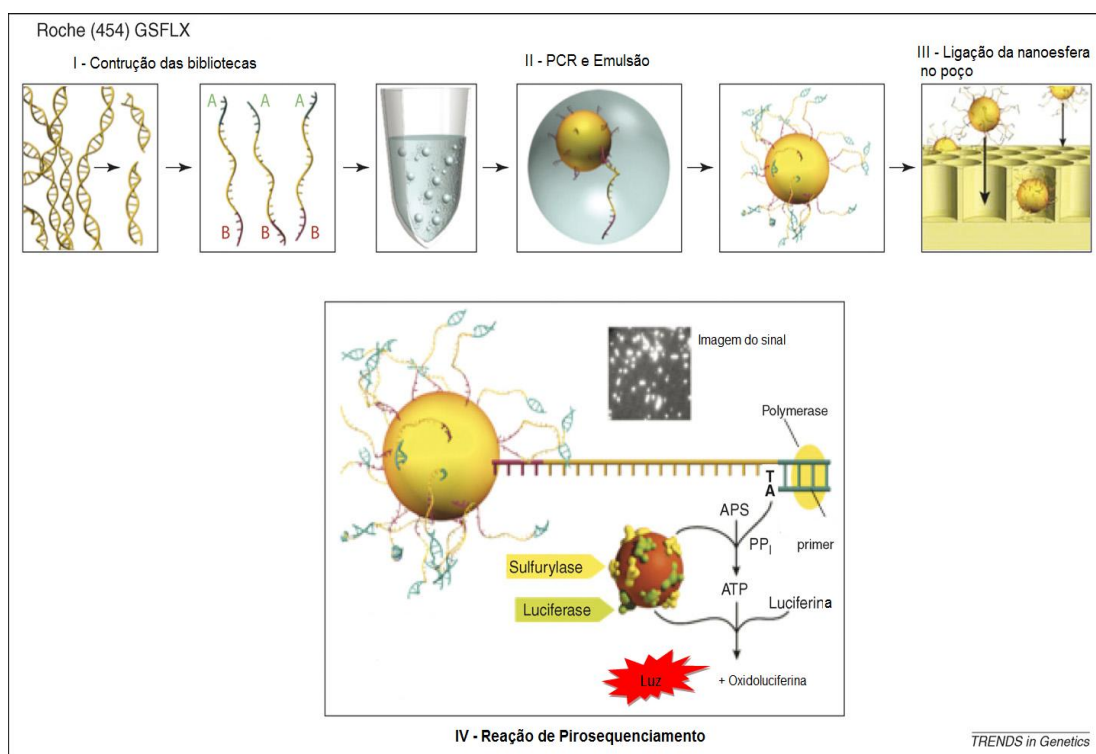 Roche (454) GSFLX
I - Contrução das bibliotecas
II - PCR e Emulsão
III - Ligação da nanoesfera
no poço
A A A
B B B
Imagem do sinal
Polymerase
T
A
APS
PPI
primer
Sulfurylase
ATP
Luciferina
Luciferase
Luz
+ Oxidoluciferina
IV - Reação de Pirosequenciamento
TRENDS in Genetics